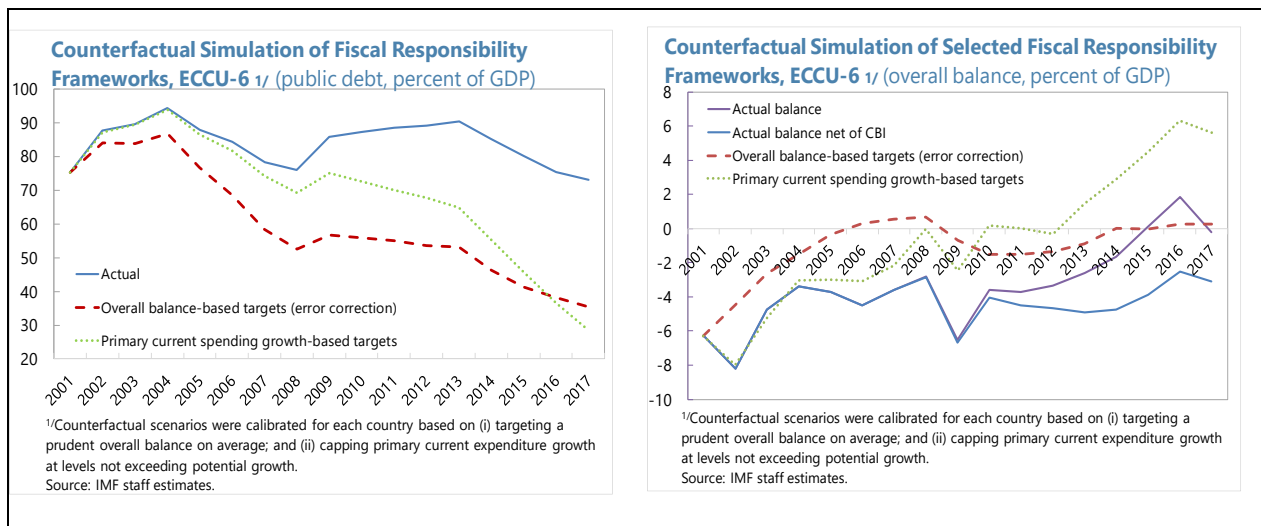 Counterfactual Simulation of Fiscal Responsibility
Frameworks, ECCU-6 1/ (public debt, percent of GDP)
100
90
80
70
60
50
40
30
20
Actual
Overall balance-based targets (error correction)
Primary current spending growth-based targets
2001
2002
2003
2004
2005
2006
2007
2008
2009
2010
2011
2012
2013
2014
2015
2016
2017
1/Counterfactual scenarios were calibrated for each country based on (i) targeting a
prudent overall balance on average; and (ii) capping primary current expenditure growth
at levels not exceeding potential growth.
Source: IMF staff estimates.
Counterfactual Simulation of Selected Fiscal Responsibility
Frameworks, ECCU-6 1/ (overall balance, percent of GDP)
8
6
4
2
0
-2
-4
-6
-8
-10
Actual balance
Actual balance net of CBI
Overall balance-based targets (error correction)
Primary current spending growth-based targets
2001
2002
2003
2004
2005
2006
2007
2008
2009
2010
2011
2012
2013
2014
2015
2016
2017
1/Counterfactual scenarios were calibrated for each country based on (i) targeting a
prudent overall balance on average; and (ii) capping primary current expenditure growth
at levels not exceeding potential growth.
Source: IMF staff estimates.